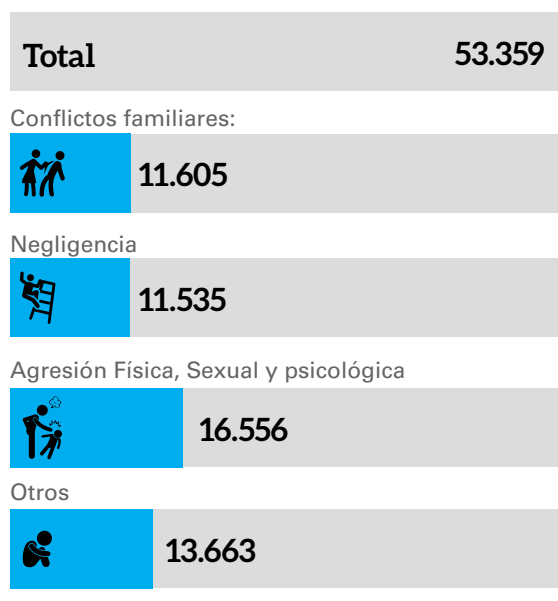 Total 53.359
Conflictos familiares:
11.605
Negligencia
11.535
Agresión Física, Sexual y psicológica
16.556
Otros
13.663